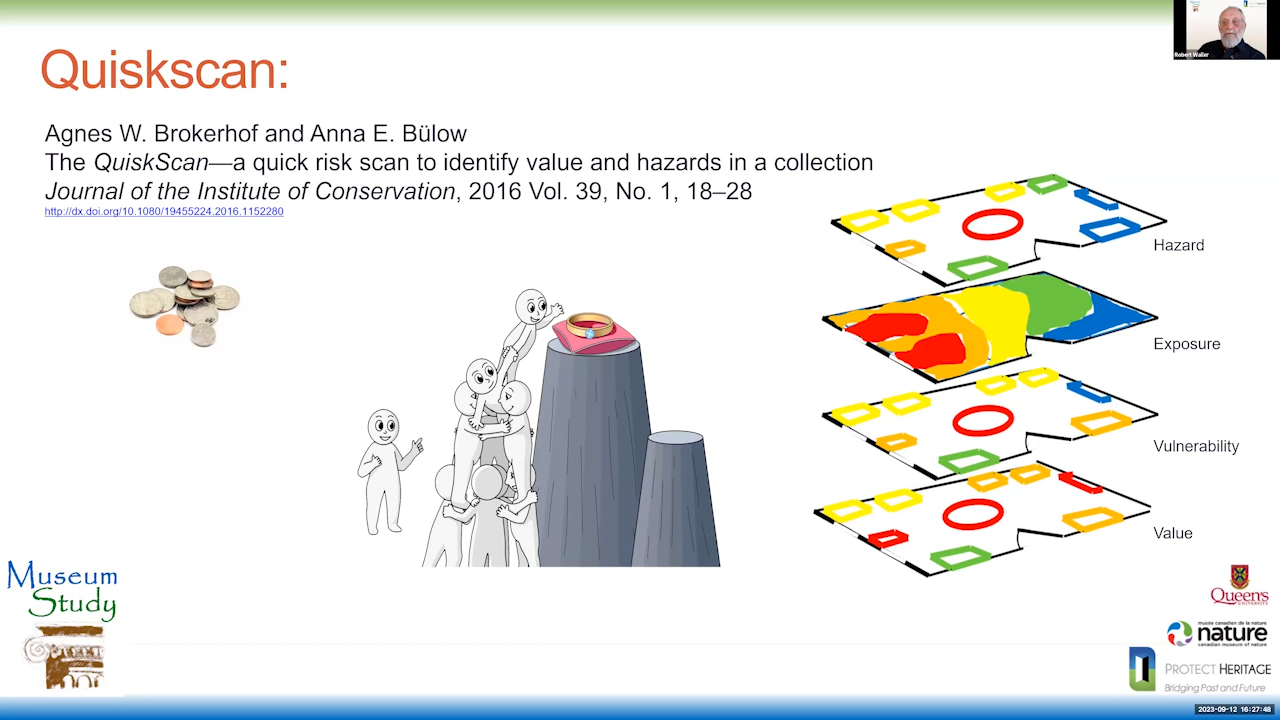 Quiskscan:
Agnes W. Brokerhof and Anna E. Bülow
The QuiskScan—a quick risk scan to identify value and hazards in a collection
Journal of the Institute of Conservation, 2016 Vol. 39, No. 1, 18–28
http://dx.doi.org/10.1080/19455224.2016.1152280
Robert Waller
Hazard
Exposure
Vulnerability
Value
Museum
Study
Queen's
UNIVERSITY
musée canadien de la nature
nature
canadian museum of nature
PROTECT HERITAGE
Bridging Past and Future
2023-09-12 16:27:48